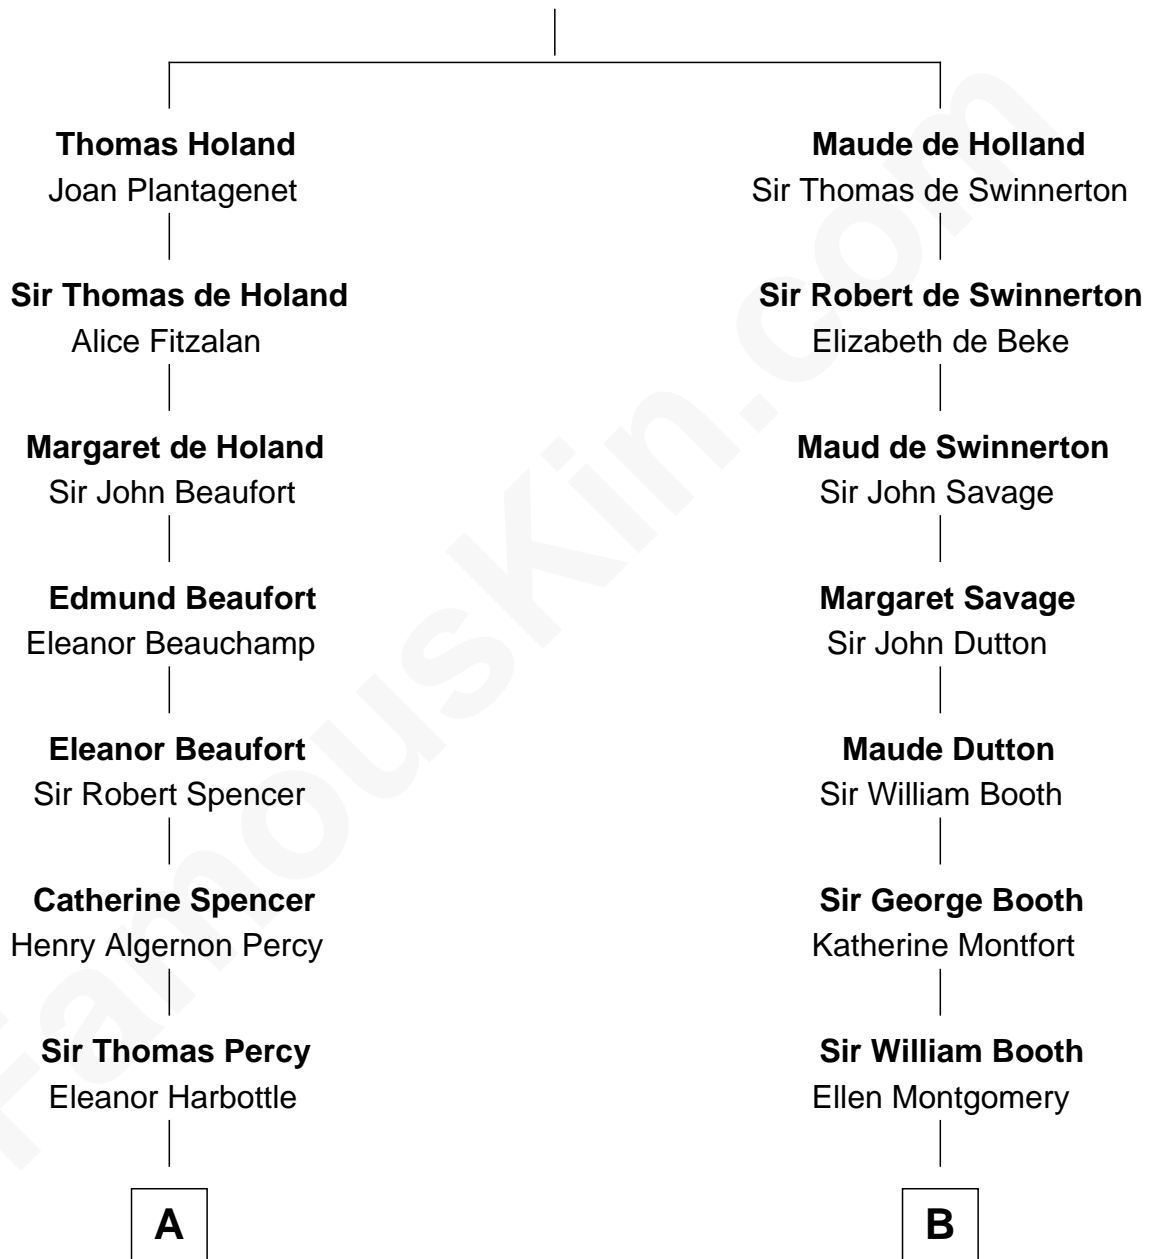 Thomas Holand
Joan Plantagenet
Sir Thomas de Holand
Alice Fitzalan
Margaret de Holand
Sir John Beaufort
Edmund Beaufort
Eleanor Beauchamp
Eleanor Beaufort
Sir Robert Spencer
Catherine Spencer
Henry Algernon Percy
Sir Thomas Percy
Eleanor Harbottle
A
Maude de Holland
Sir Thomas de Swinnerton
Sir Robert de Swinnerton
Elizabeth de Beke
Maud de Swinnerton
Sir John Savage
Margaret Savage
Sir John Dutton
Maude Dutton
Sir William Booth
Sir George Booth
Katherine Montfort
Sir William Booth
Ellen Montgomery
B
FamousKin.com